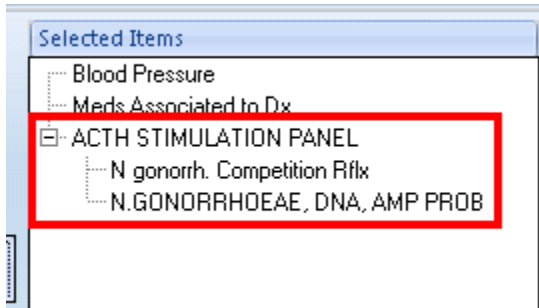 Selected Items
Blood Pressure
Meds Associated to Dx
ACTH STIMULATION PANEL
N gonorrh. Competition Rflx
N.GONORRHOEAE, DNA, AMP PROB